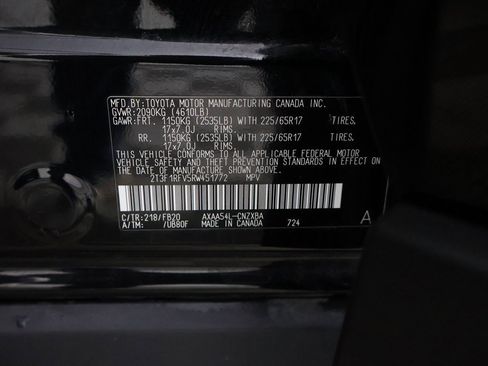 MFD.BY:TOYOTA MOTOR MANUFACTURING CANADA INC.
GVWR:2090KG (4610LB)
GAWR:FRT. 1150KG (2535LB) WITH 225/65R17 TIRES,
17x7.0J RIMS.
RR. 1150KG (2535LB) WITH 225/65R17 TIRES,
17x7.0J RIMS.
THIS VEHICLE CONFORMS TO ALL APPLICABLE FEDERAL MOTOR
VEHICLE SAFETY AND THEFT PREVENTION STANDARDS IN EFFECT
ON THE DATE OF MANUFACTURE SHOWN ABOVE.
2T3F1RFV5RW451772 MPV
C/TR:218/FB20 AXAA54L-CNZXBA
A/TM: /UB80F MADE IN CANADA 724
A